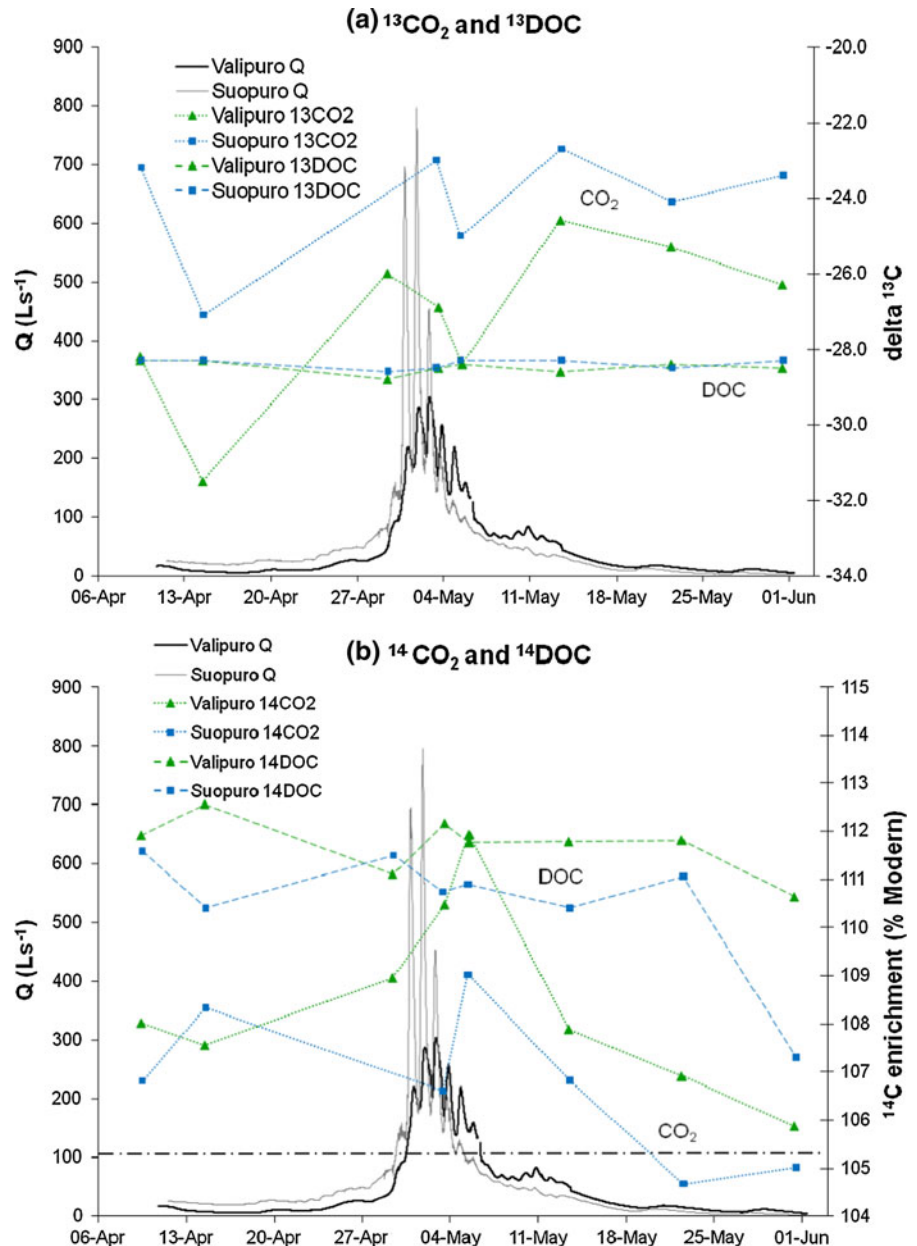 (a) ¹³CO₂ and ¹³DOC
Valipuro Q
Suopuro Q
Valipuro 13CO2
Suopuro 13CO2
Valipuro 13DOC
Suopuro 13DOC
900
800
700
600
500
400
300
200
100
0
Q (Ls⁻¹)
-20.0
-22.0
-24.0
-26.0
-28.0
-30.0
-32.0
-34.0
delta ¹³C
CO₂
DOC
06-Apr 13-Apr 20-Apr 27-Apr 04-May 11-May 18-May 25-May 01-Jun
(b) ¹⁴CO₂ and ¹⁴DOC
Valipuro Q
Suopuro Q
Valipuro 14CO2
Suopuro 14CO2
Valipuro 14DOC
Suopuro 14DOC
900
800
700
600
500
400
300
200
100
0
Q (Ls⁻¹)
115
114
113
112
111
110
109
108
107
106
105
104
¹⁴C enrichment (% Modern)
DOC
CO₂
06-Apr 13-Apr 20-Apr 27-Apr 04-May 11-May 18-May 25-May 01-Jun